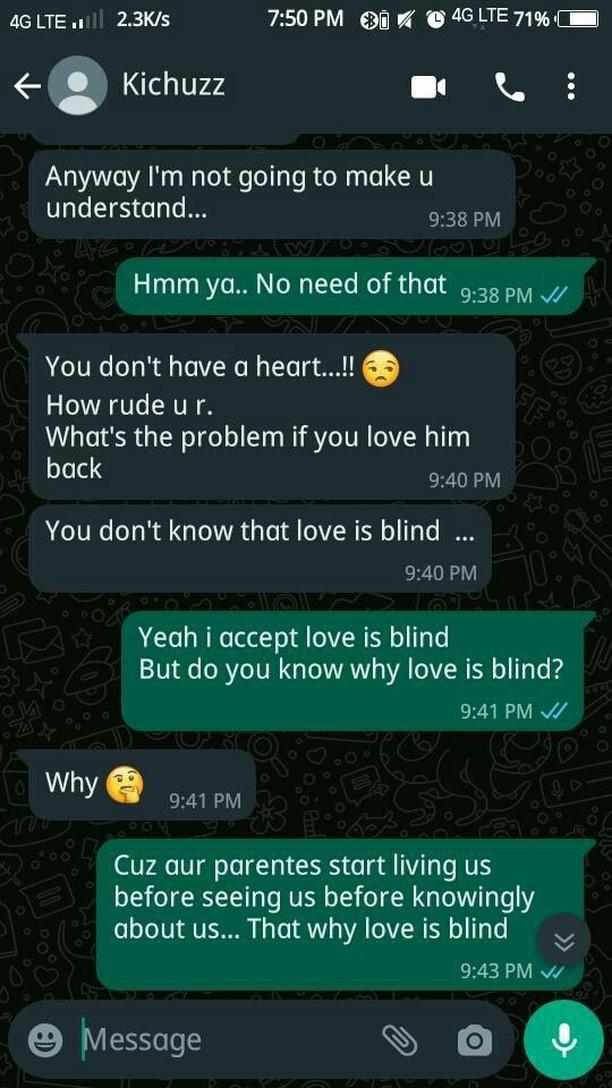 4G LTE 2.3K/s 7:50 PM 4G LTE 71%
Kichuzz
Anyway I'm not going to make u
understand...
9:38 PM
Hmm ya.. No need of that 9:38 PM
You don't have a heart...!! 😒
How rude u r.
What's the problem if you love him
back
9:40 PM
You don't know that love is blind ...
9:40 PM
Yeah i accept love is blind
But do you know why love is blind?
9:41 PM
Why 🤔 9:41 PM
Cuz aur parentes start living us
before seeing us before knowingly
about us... That why love is blind
9:43 PM
Message